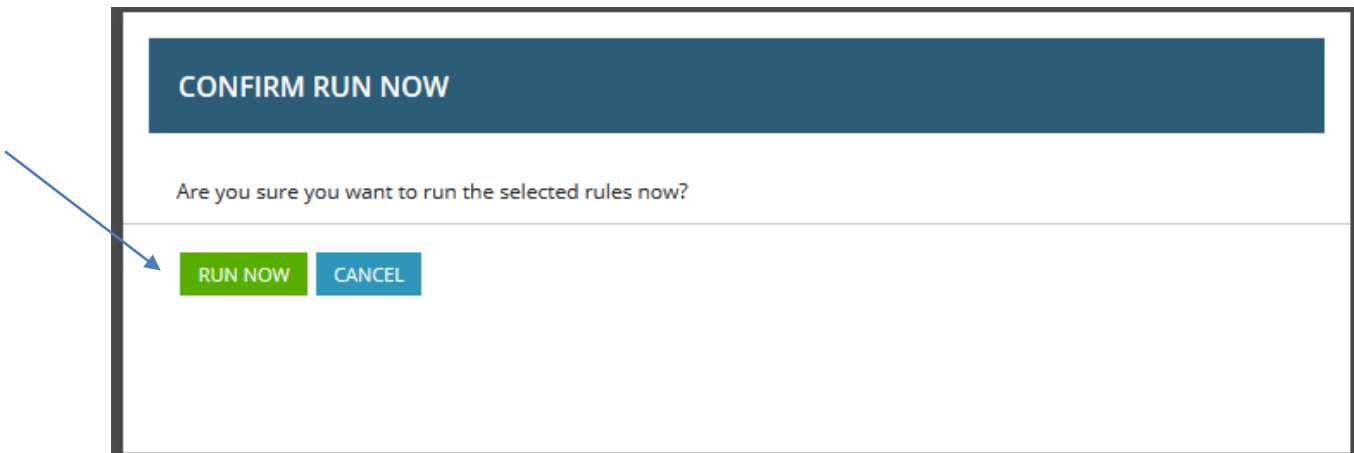 CONFIRM RUN NOW
Are you sure you want to run the selected rules now?
RUN NOW CANCEL